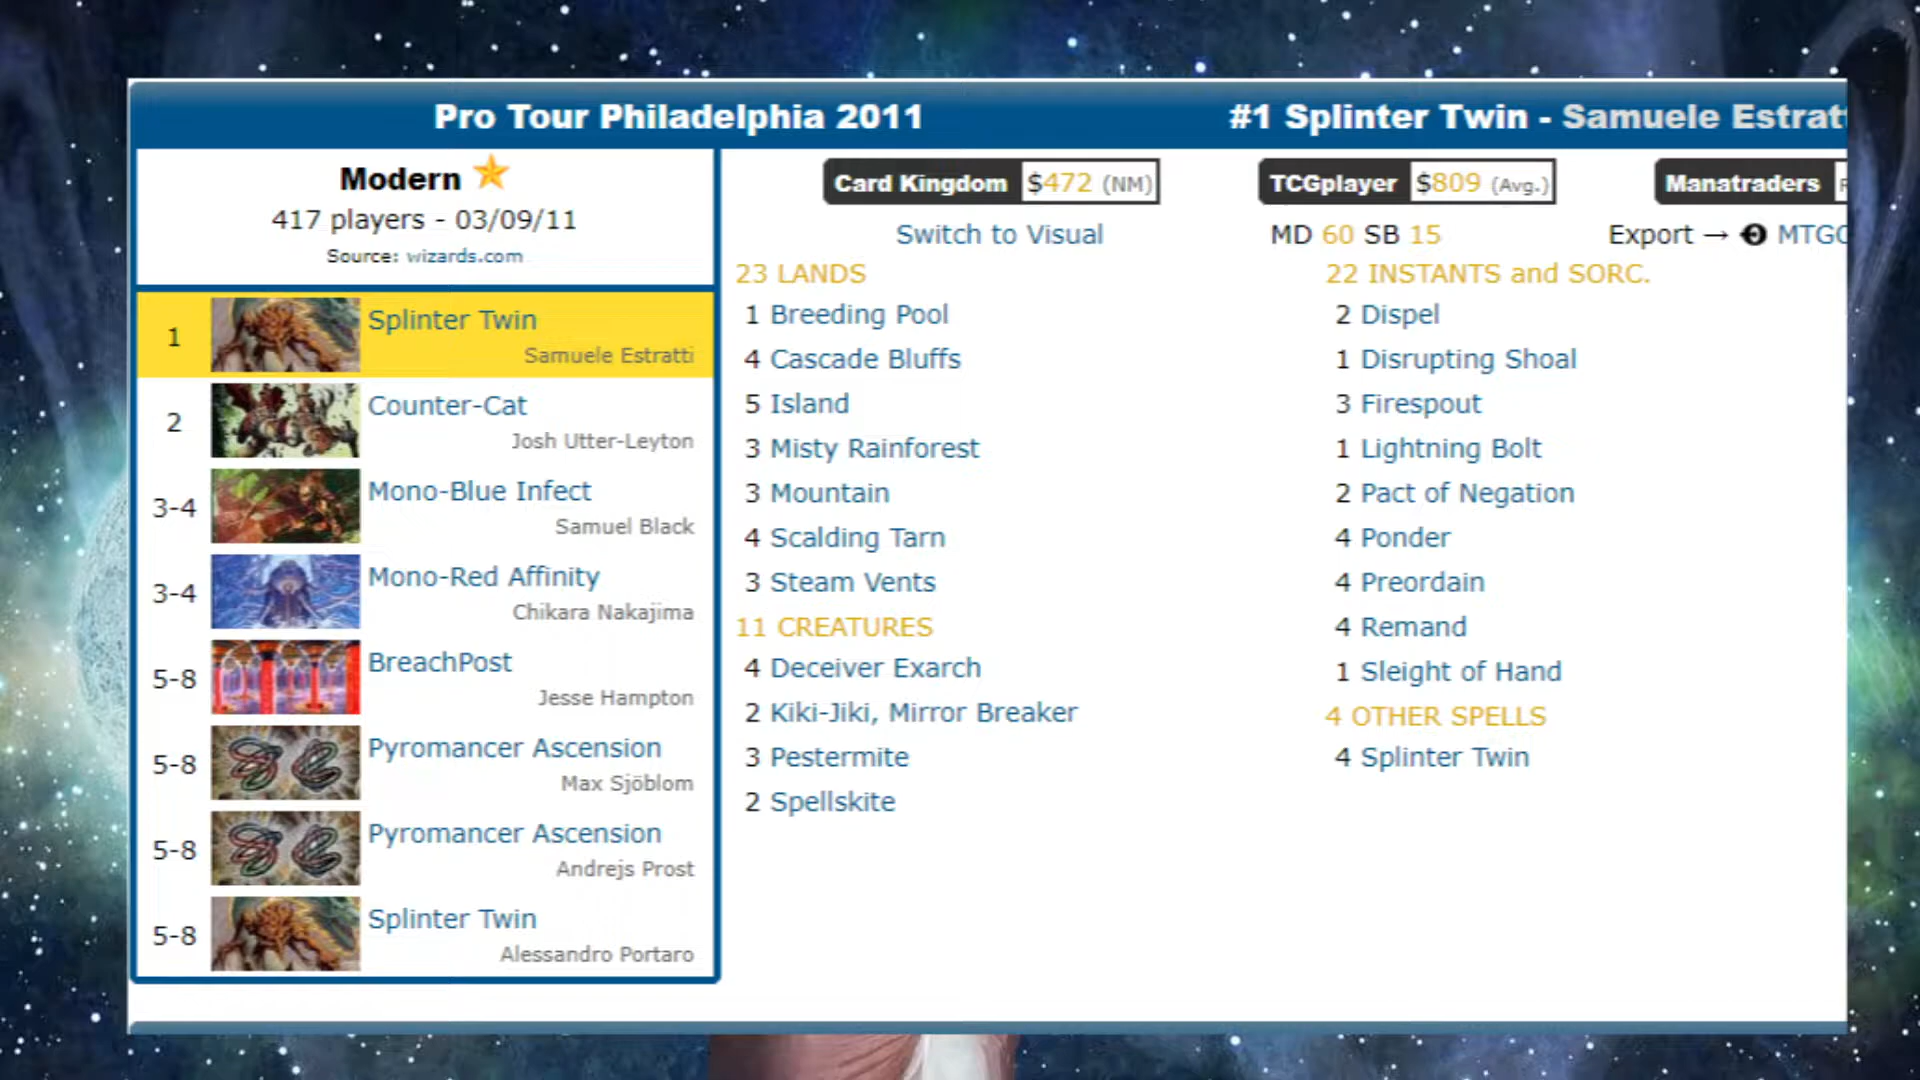 Pro Tour Philadelphia 2011
#1 Splinter Twin - Samuele Estrat
Modern
417 players - 03/09/11
Source: wizards.com
1 Splinter Twin
Samuele Estratti
2 Counter-Cat
Josh Utter-Leyton
3-4 Mono-Blue Infect
Samuel Black
3-4 Mono-Red Affinity
Chikara Nakajima
5-8 BreachPost
Jesse Hampton
5-8 Pyromancer Ascension
Max Sjöblom
5-8 Pyromancer Ascension
Andrejs Prost
5-8 Splinter Twin
Alessandro Portaro
Card Kingdom $472 (NM)
TCGplayer $809 (Avg.)
Manatraders
Switch to Visual
MD 60 SB 15
Export → MTGO
23 LANDS
1 Breeding Pool
4 Cascade Bluffs
5 Island
3 Misty Rainforest
3 Mountain
4 Scalding Tarn
3 Steam Vents
11 CREATURES
4 Deceiver Exarch
2 Kiki-Jiki, Mirror Breaker
3 Pestermite
2 Spellskite
22 INSTANTS and SORC.
2 Dispel
1 Disrupting Shoal
3 Firespout
1 Lightning Bolt
2 Pact of Negation
4 Ponder
4 Preordain
4 Remand
1 Sleight of Hand
4 OTHER SPELLS
4 Splinter Twin